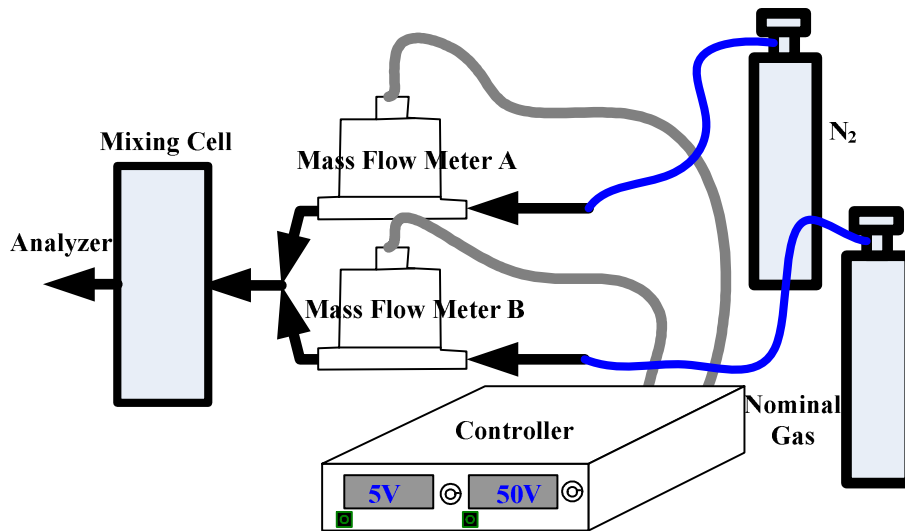 Mixing Cell
Mass Flow Meter A
N₂
Analyzer
Mass Flow Meter B
Nominal
Gas
Controller
5V
50V